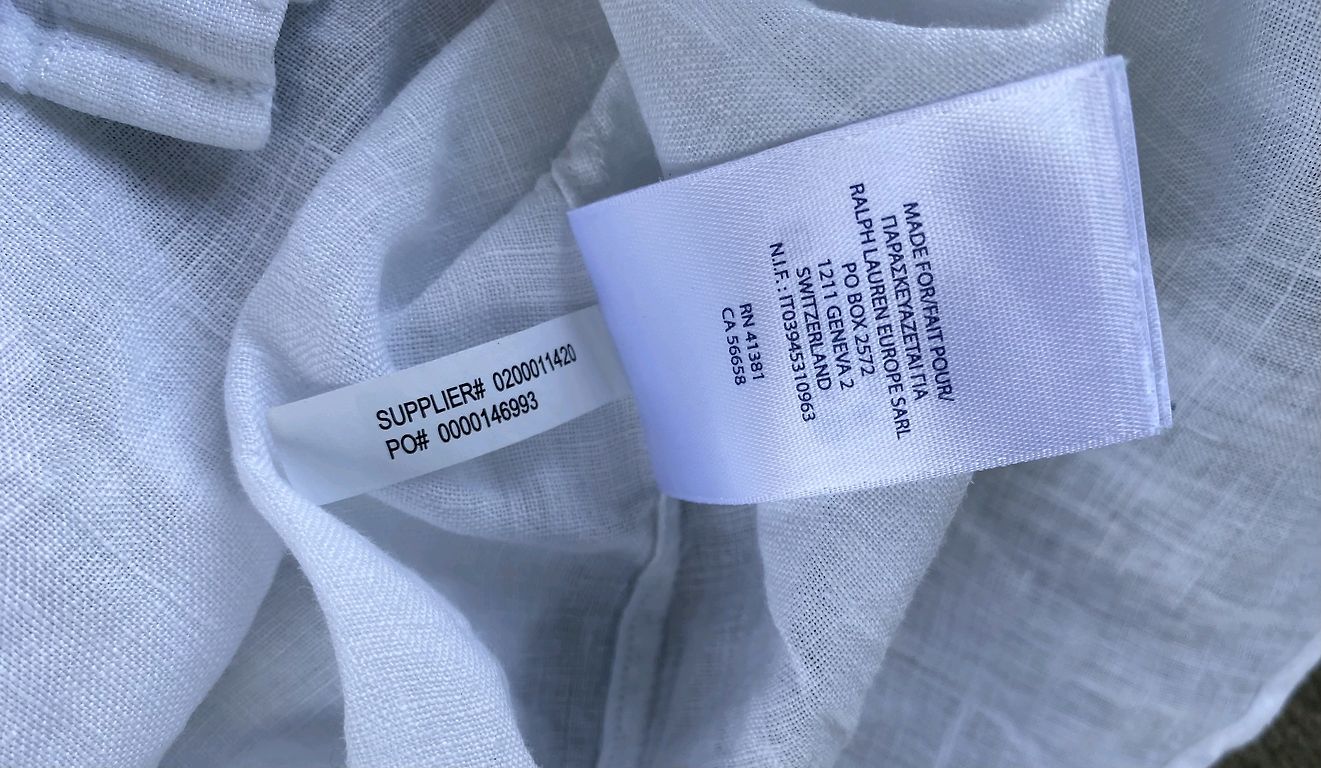 SUPPLIER# 0200011420
PO# 0000146993
MADE FOR/FAIT POUR/
ΠΑΡΑΣΚΕΥΑΖΕΤΑΙ ΓΙΑ
RALPH LAUREN EUROPE SARL
PO BOX 2572
1211 GENEVA 2
SWITZERLAND
N.I.F.: IT03945310963
RN 41381
CA 56658